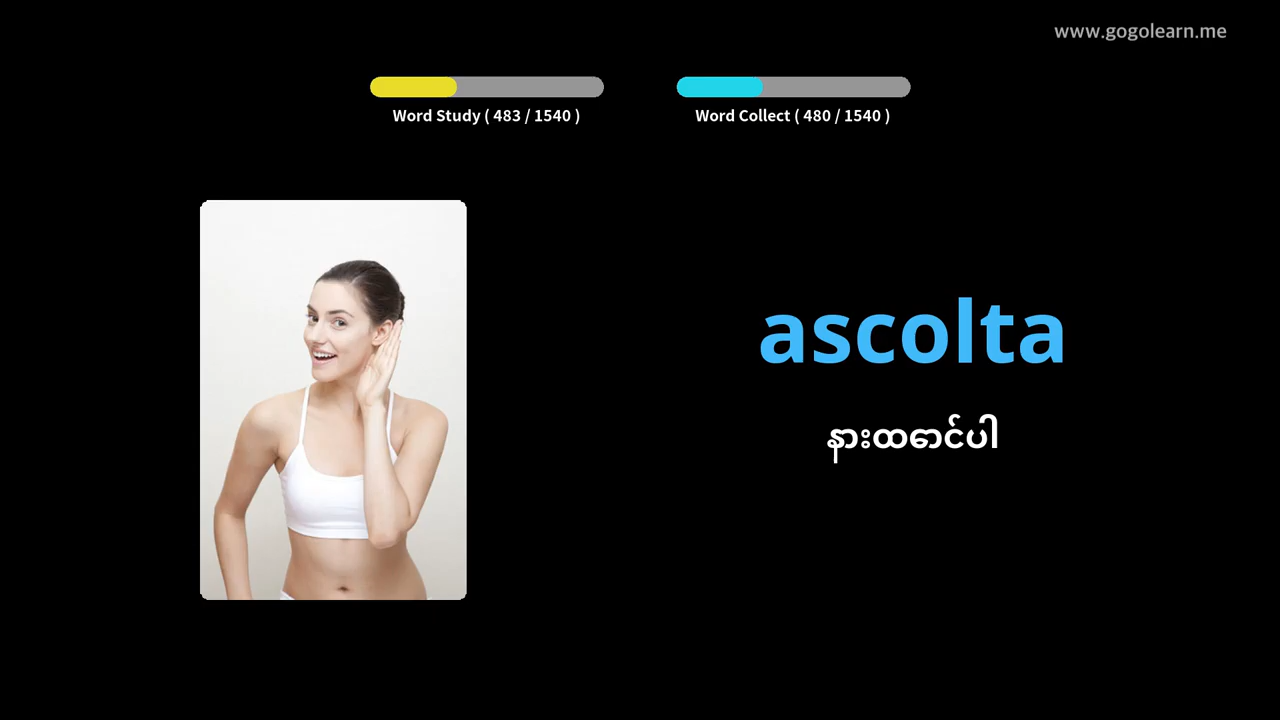 www.gogolearn.me
Word Study ( 483 / 1540 )
Word Collect ( 480 / 1540 )
ascolta
နားထောင်ပါ